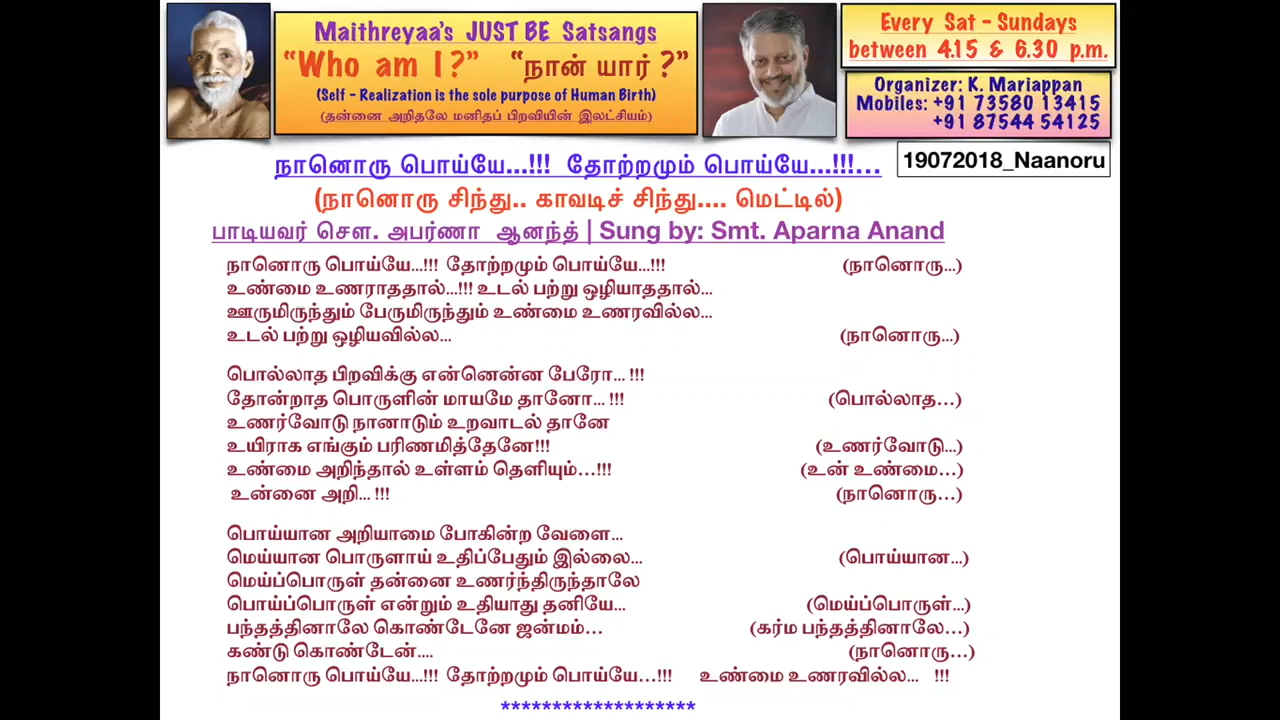 Maithreyaa's JUST BE Satsangs
"Who am I?" "நான் யார் ?"
(Self - Realization is the sole purpose of Human Birth)
(தன்னை அறிதலே மனிதப் பிறவியின் இலட்சியம்)
Every Sat - Sundays
between 4.15 & 6.30 p.m.
Organizer: K. Mariappan
Mobiles: +91 73580 13415
+91 87544 54125
நானொரு பொய்யே...!!! தோற்றமும் பொய்யே...!!!...
19072018_Naanoru
(நானொரு சிந்து.. காவடிச் சிந்து.... மெட்டில்)
பாடியவர் சௌ. அபர்ணா ஆனந்த் | Sung by: Smt. Aparna Anand
நானொரு பொய்யே...!!! தோற்றமும் பொய்யே...!!! (நானொரு...)
உண்மை உணராததால்...!!! உடல் பற்று ஒழியாததால்...
ஊருமிருந்தும் பேருமிருந்தும் உண்மை உணரவில்ல...
உடல் பற்று ஒழியவில்ல... (நானொரு...)
பொல்லாத பிறவிக்கு என்னென்ன பேரோ... !!!
தோன்றாத பொருளின் மாயமே தானோ... !!! (பொல்லாத...)
உணர்வோடு நானாடும் உறவாடல் தானே
உயிராக எங்கும் பரிணமித்தேனே!!! (உணர்வோடு...)
உண்மை அறிந்தால் உள்ளம் தெளியும்...!!! (உன் உண்மை...)
உன்னை அறி... !!! (நானொரு...)
பொய்யான அறியாமை போகின்ற வேளை...
மெய்யான பொருளாய் உதிப்பேதும் இல்லை... (பொய்யான...)
மெய்ப்பொருள் தன்னை உணர்ந்திருந்தாலே
பொய்ப்பொருள் என்றும் உதியாது தனியே... (மெய்ப்பொருள்...)
பந்தத்தினாலே கொண்டேனே ஜன்மம்... (கர்ம பந்தத்தினாலே...)
கண்டு கொண்டேன்.... (நானொரு...)
நானொரு பொய்யே...!!! தோற்றமும் பொய்யே...!!! உண்மை உணரவில்ல... !!!
*******************